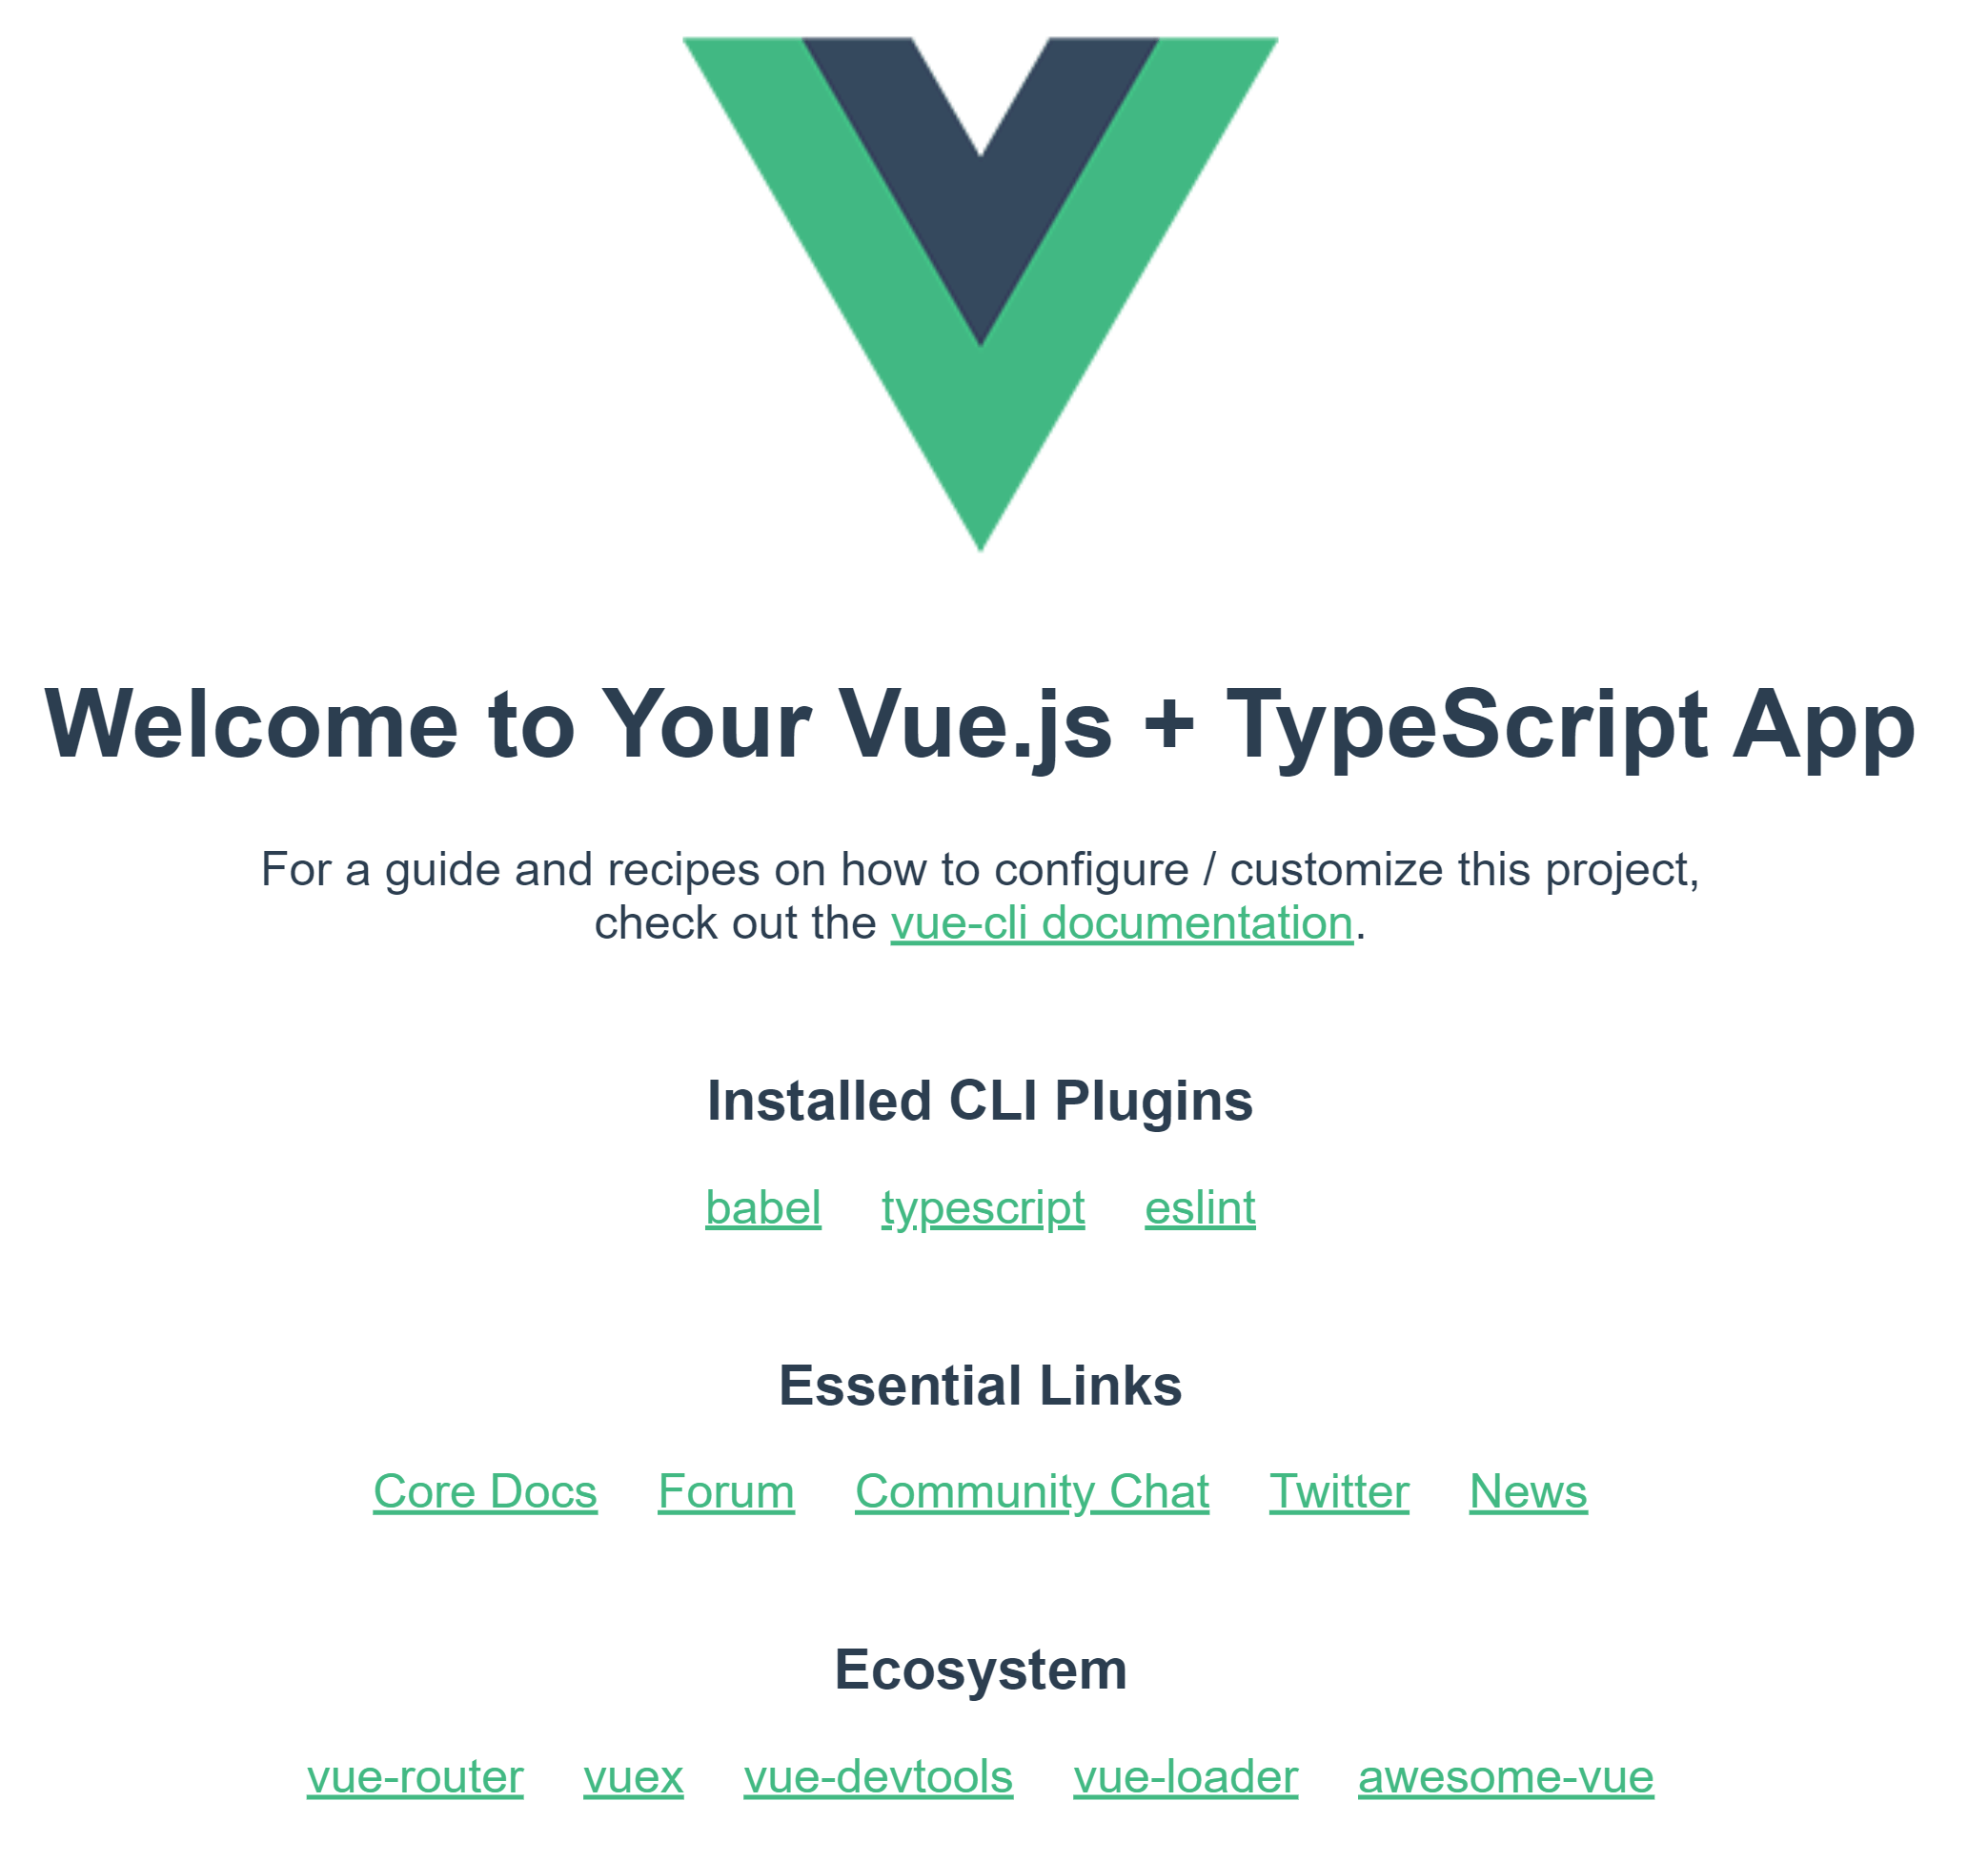 Welcome to Your Vue.js + TypeScript App
For a guide and recipes on how to configure / customize this project,
check out the vue-cli documentation.
Installed CLI Plugins
babel typescript eslint
Essential Links
Core Docs Forum Community Chat Twitter News
Ecosystem
vue-router vuex vue-devtools vue-loader awesome-vue